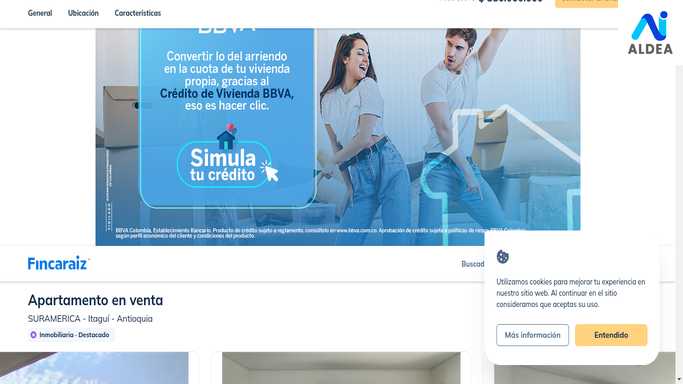 General Ubicación Características
ALDEA
BBVA
Convertir lo del arriendo
en la cuota de tu vivienda
propia, gracias al
Crédito de Vivienda BBVA,
eso es hacer clic.
Simula
tu crédito
BBVA Colombia, Establecimiento Bancario. Producto de crédito sujeto a reglamento, consúltelo en www.bbva.com.co. Aprobación de crédito sujeta a políticas de riesgo BBVA Colombia
según perfil económico del cliente y condiciones del producto.
Fincaraiz
Buscad
Apartamento en venta
SURAMERICA - Itaguí - Antioquia
Inmobiliaria - Destacado
Utilizamos cookies para mejorar tu experiencia en
nuestro sitio web. Al continuar en el sitio
consideramos que aceptas su uso.
Más información Entendido